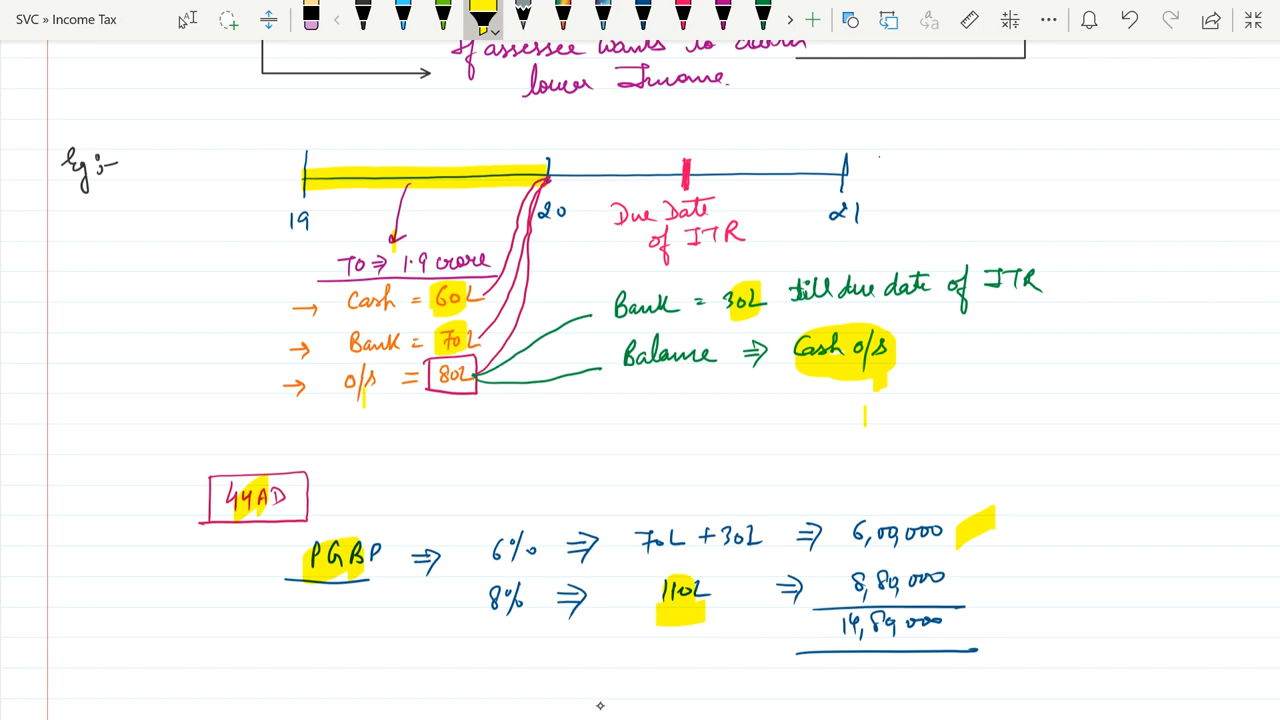 SVC » Income Tax
If assessee wants to
lower Income.
Eg :-
19 20 21
Due Date
of ITR
TO ⇒ 1.9 crore
→ Cash = 60L
→ Bank = 70L
→ O/s = 80L
Bank = 30L till due date of ITR
Balance ⇒ Cash o/s
44AD
PGBP ⇒ 6% ⇒ 70L + 30L ⇒ 6,00,000
8% ⇒ 110L ⇒ 8,80,000
14,80,000